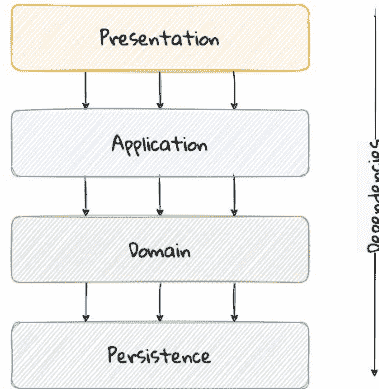 Presentation
Application
Domain
Persistence
Dependencies